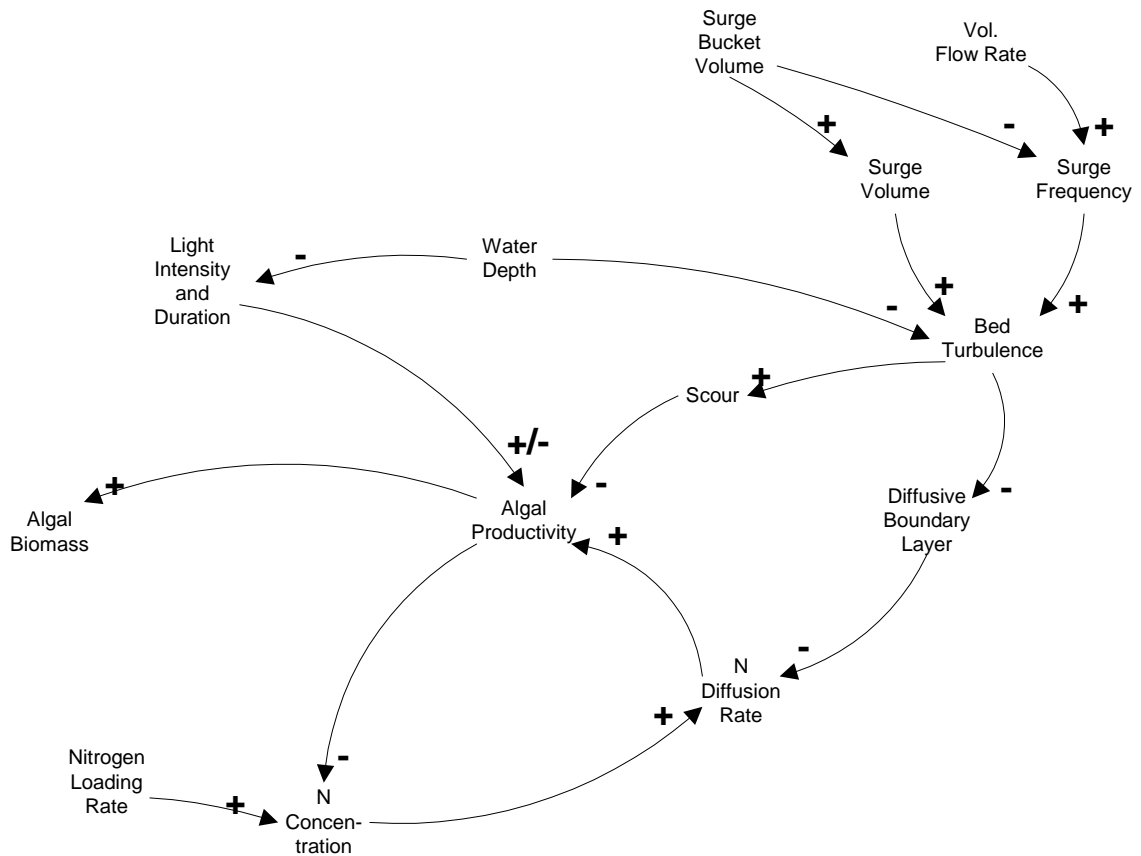 Surge
Bucket
Volume
Vol.
Flow Rate
+
-
+
Surge
Volume
Surge
Frequency
Light
Intensity
and
Duration
-
Water
Depth
-
+
+
Bed
Turbulence
Scour
+
+/-
-
+
Algal
Biomass
Algal
Productivity
+
-
Diffusive
Boundary
Layer
-
N
Diffusion
Rate
+
Nitrogen
Loading
Rate
+
-
N
Concen-
tration